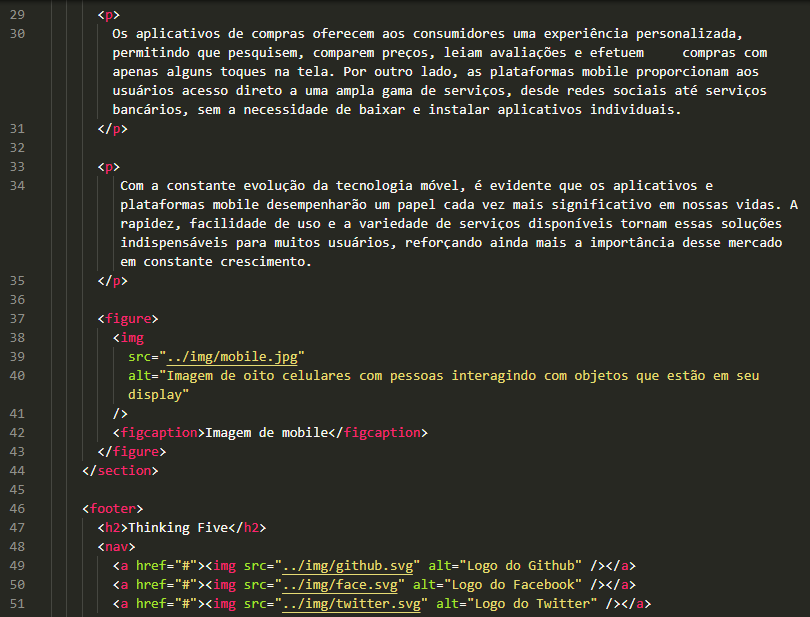 29 <p>
30 Os aplicativos de compras oferecem aos consumidores uma experiência personalizada,
permitindo que pesquisem, comparem preços, leiam avaliações e efetuem     compras com
apenas alguns toques na tela. Por outro lado, as plataformas mobile proporcionam aos
usuários acesso direto a uma ampla gama de serviços, desde redes sociais até serviços
bancários, sem a necessidade de baixar e instalar aplicativos individuais.
31 </p>
32
33 <p>
34 Com a constante evolução da tecnologia móvel, é evidente que os aplicativos e
plataformas mobile desempenharão um papel cada vez mais significativo em nossas vidas. A
rapidez, facilidade de uso e a variedade de serviços disponíveis tornam essas soluções
indispensáveis para muitos usuários, reforçando ainda mais a importância desse mercado
em constante crescimento.
35 </p>
36
37 <figure>
38 <img
39 src="../img/mobile.jpg"
40 alt="Imagem de oito celulares com pessoas interagindo com objetos que estão em seu
display"
41 />
42 <figcaption>Imagem de mobile</figcaption>
43 </figure>
44 </section>
45
46 <footer>
47 <h2>Thinking Five</h2>
48 <nav>
49 <a href="#"><img src="../img/github.svg" alt="Logo do Github" /></a>
50 <a href="#"><img src="../img/face.svg" alt="Logo do Facebook" /></a>
51 <a href="#"><img src="../img/twitter.svg" alt="Logo do Twitter" /></a>